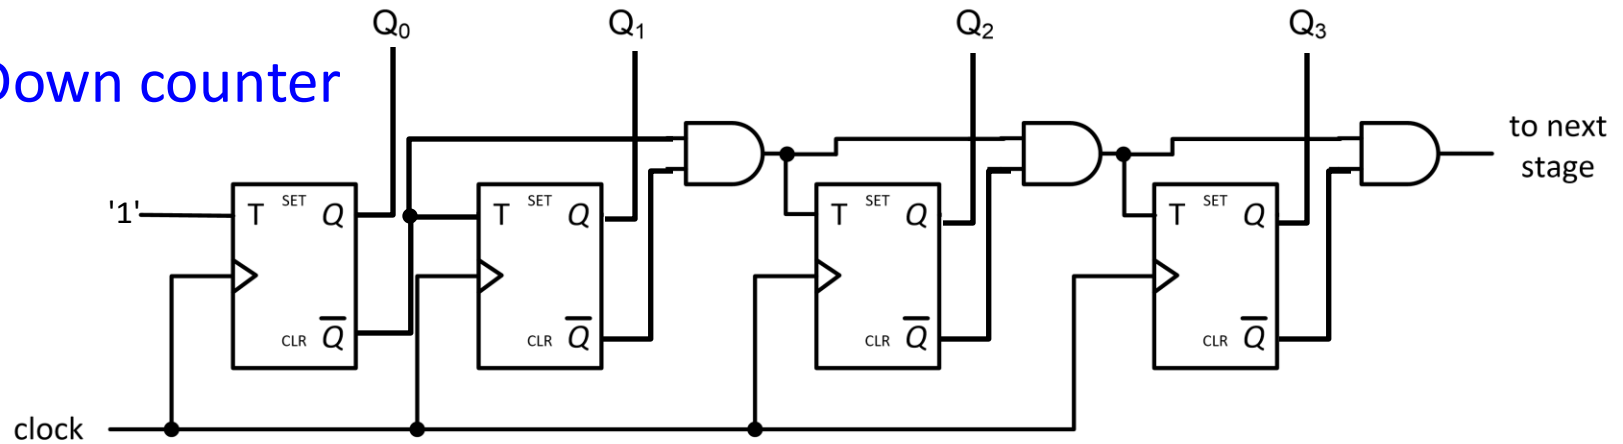 Q₀ Q₁ Q₂ Q₃
Down counter
to next
stage
'1' T SET Q T SET Q T SET Q T SET Q
CLR Q̅ CLR Q̅ CLR Q̅ CLR Q̅
clock